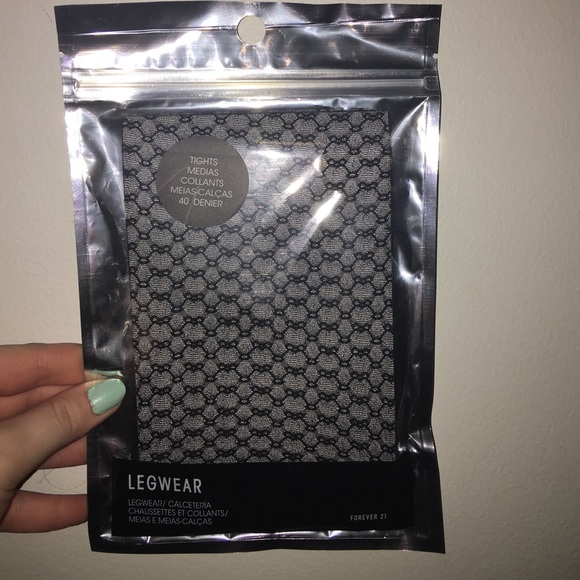 TIGHTS
MEDIAS
COLLANTS
MEIAS-CALÇAS
40 DENIER
LEGWEAR
LEGWEAR/ CALCETERÍA
CHAUSSETTES ET COLLANTS/
MEIAS E MEIAS-CALÇAS
FOREVER 21